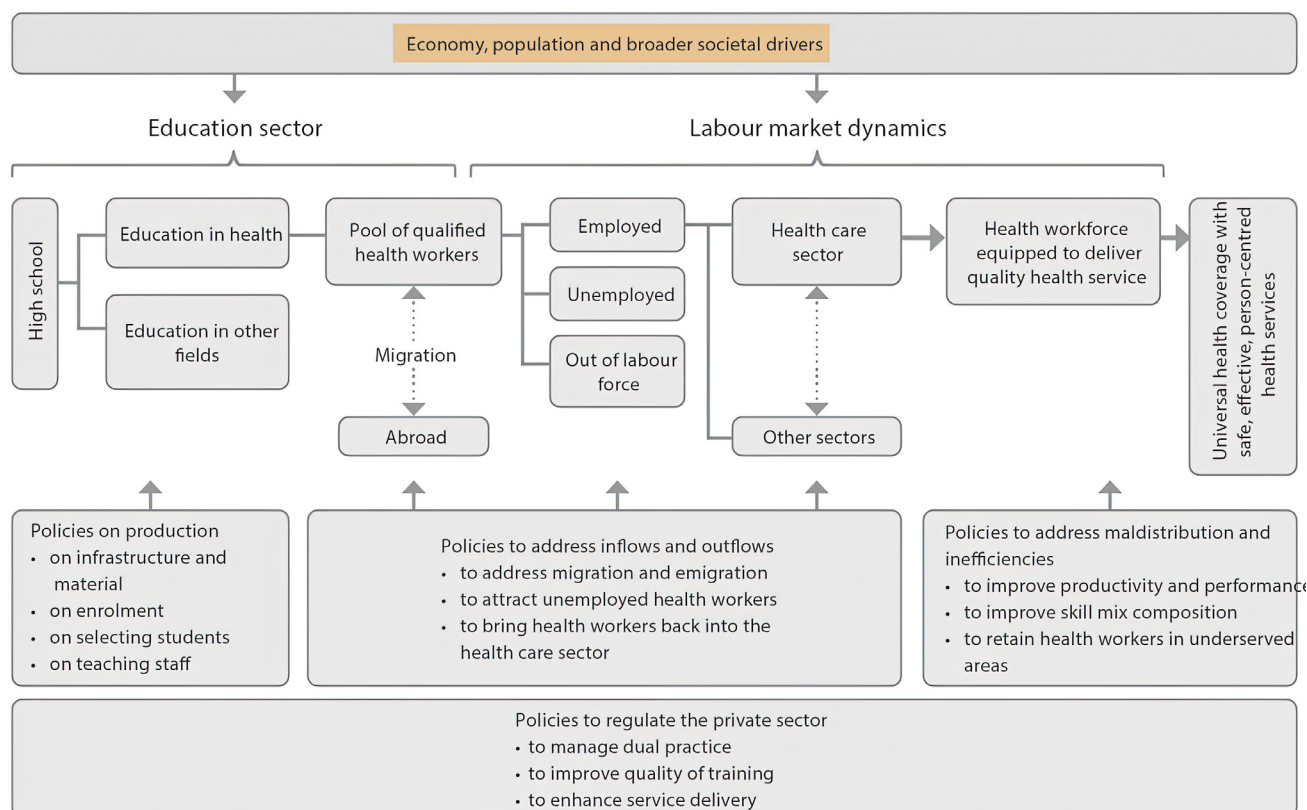 Economy, population and broader societal drivers
Education sector
Labour market dynamics
High school
Education in health
Education in other
fields
Pool of qualified
health workers
Migration
Abroad
Employed
Unemployed
Out of labour
force
Health care
sector
Other sectors
Health workforce
equipped to deliver
quality health service
Universal health coverage with
safe, effective, person-centred
health services
Policies on production
• on infrastructure and
material
• on enrolment
• on selecting students
• on teaching staff
Policies to address inflows and outflows
• to address migration and emigration
• to attract unemployed health workers
• to bring health workers back into the
health care sector
Policies to address maldistribution and
inefficiencies
• to improve productivity and performance
• to improve skill mix composition
• to retain health workers in underserved
areas
Policies to regulate the private sector
• to manage dual practice
• to improve quality of training
• to enhance service delivery